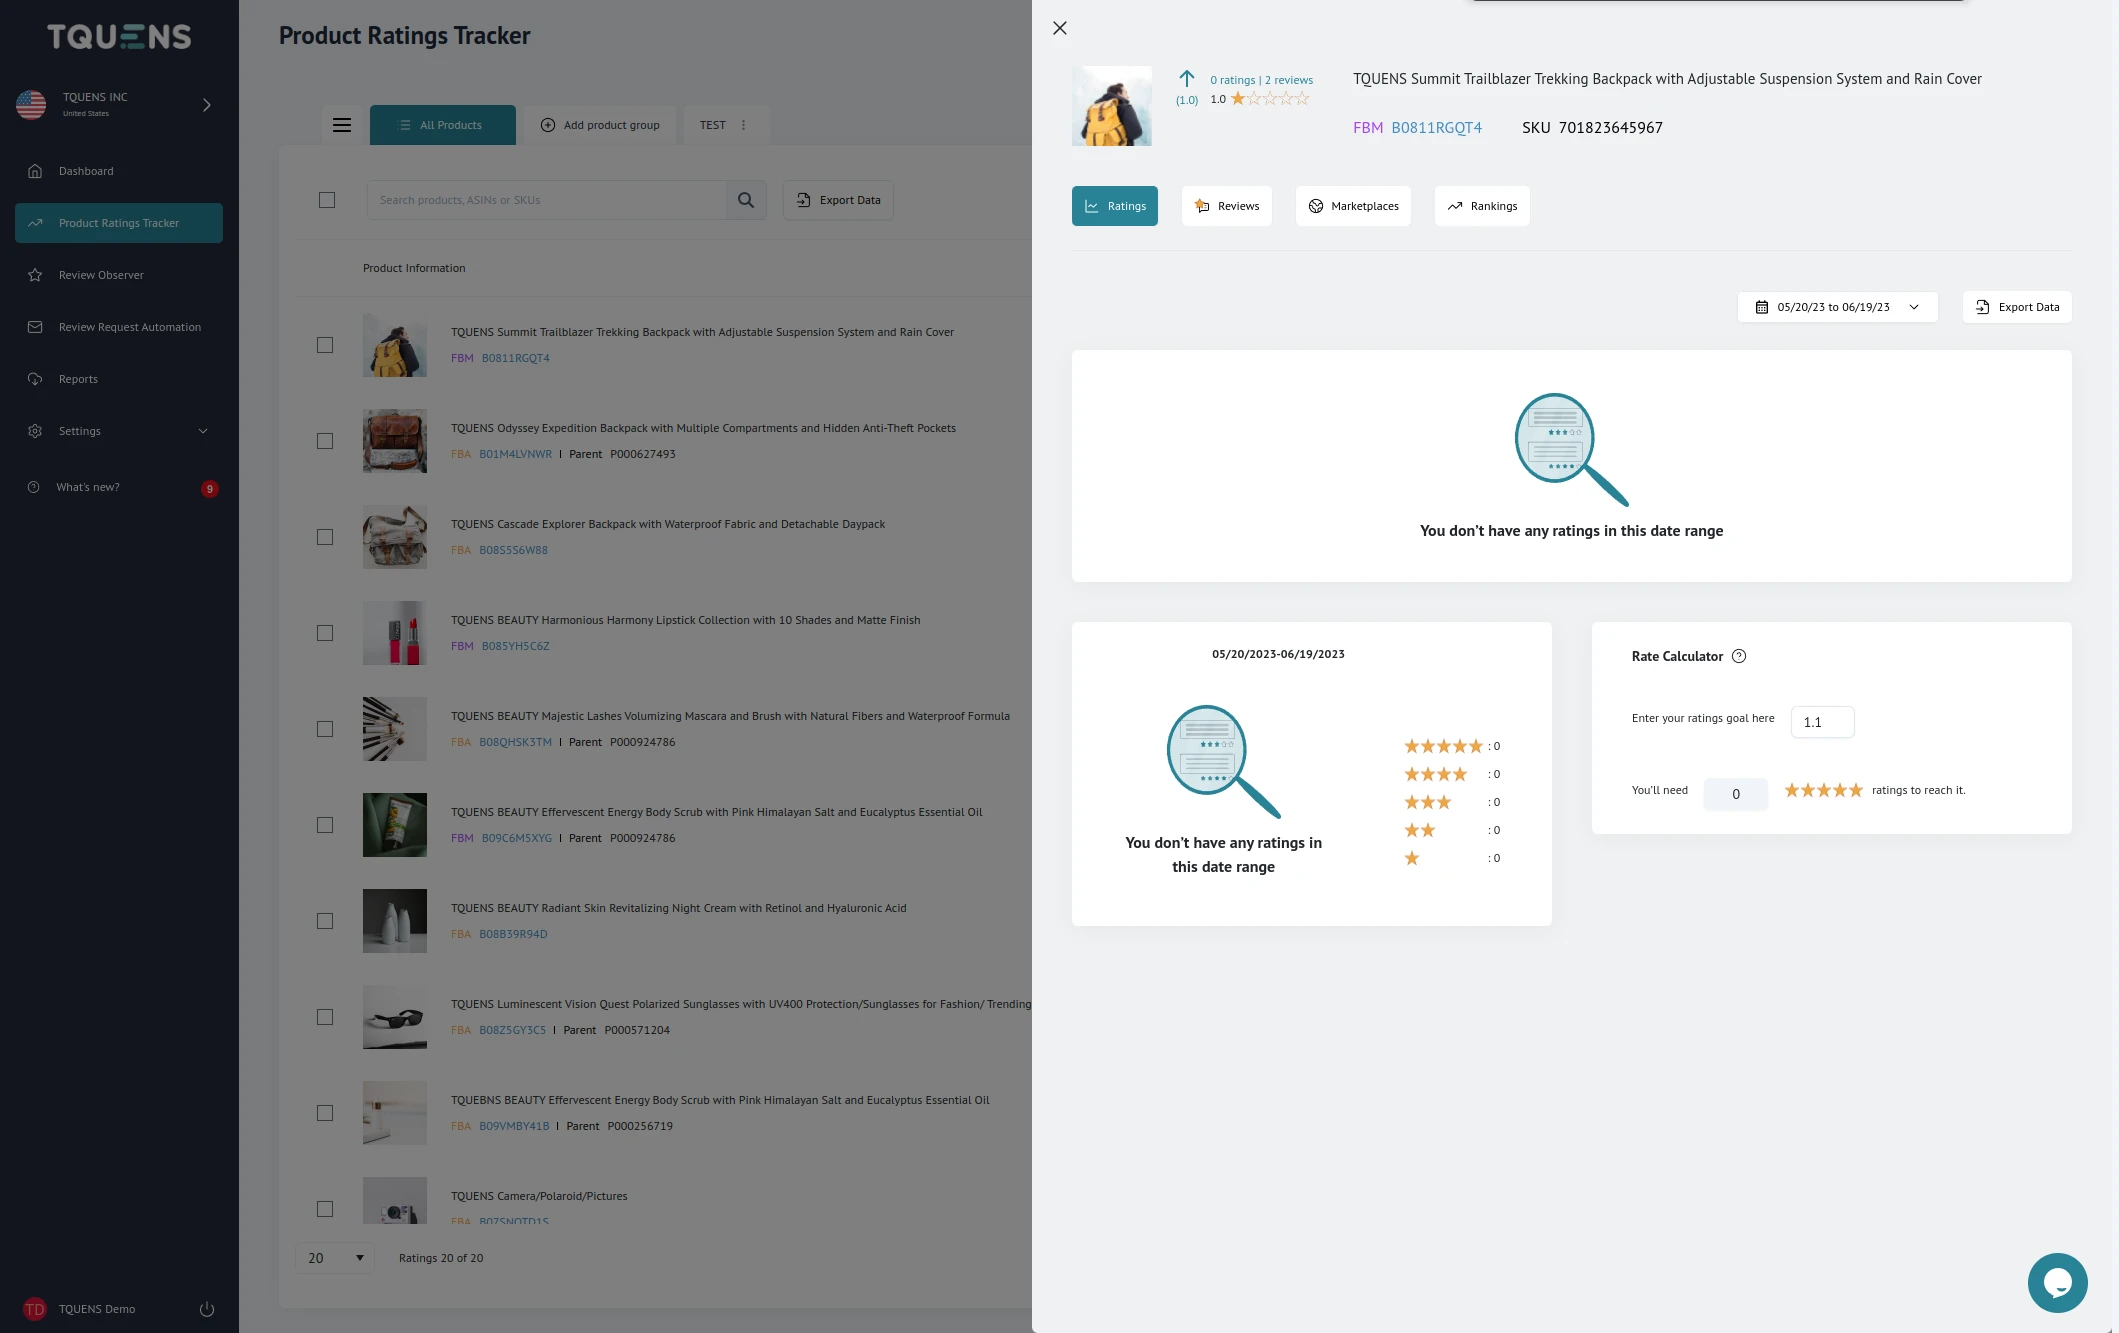 TQUENS
TQUENS INC
United States
Dashboard
Product Ratings Tracker
Review Observer
Review Request Automation
Reports
Settings
What's new?
9
TD
TQUENS Demo
Product Ratings Tracker
All Products
Add product group
TEST
Search products, ASINs or SKUs
Export Data
Product Information
TQUENS Summit Trailblazer Trekking Backpack with Adjustable Suspension System and Rain Cover
FBM B0811RGQT4
TQUENS Odyssey Expedition Backpack with Multiple Compartments and Hidden Anti-Theft Pockets
FBA B01M4LVNWR | Parent P000627493
TQUENS Cascade Explorer Backpack with Waterproof Fabric and Detachable Daypack
FBA B08S5S6W88
TQUENS BEAUTY Harmonious Harmony Lipstick Collection with 10 Shades and Matte Finish
FBM B085YH5C6Z
TQUENS BEAUTY Majestic Lashes Volumizing Mascara and Brush with Natural Fibers and Waterproof Formula
FBA B08QHSK3TM | Parent P000924786
TQUENS BEAUTY Effervescent Energy Body Scrub with Pink Himalayan Salt and Eucalyptus Essential Oil
FBM B09C6M5XYG | Parent P000924786
TQUENS BEAUTY Radiant Skin Revitalizing Night Cream with Retinol and Hyaluronic Acid
FBA B08B39R94D
TQUENS Luminescent Vision Quest Polarized Sunglasses with UV400 Protection/Sunglasses for Fashion/ Trending
FBA B08Z5GY3C5 | Parent P000571204
TQUEBNS BEAUTY Effervescent Energy Body Scrub with Pink Himalayan Salt and Eucalyptus Essential Oil
FBA B09VMBY41B | Parent P000256719
TQUENS Camera/Polaroid/Pictures
FBA B07SNQTD1S
20
Ratings 20 of 20
0 ratings | 2 reviews
(1.0) 1.0
TQUENS Summit Trailblazer Trekking Backpack with Adjustable Suspension System and Rain Cover
FBM B0811RGQT4 SKU 701823645967
Ratings
Reviews
Marketplaces
Rankings
05/20/23 to 06/19/23
Export Data
You don't have any ratings in this date range
05/20/2023-06/19/2023
You don't have any ratings in
this date range
: 0
: 0
: 0
: 0
: 0
Rate Calculator
Enter your ratings goal here 1.1
You'll need 0 ratings to reach it.